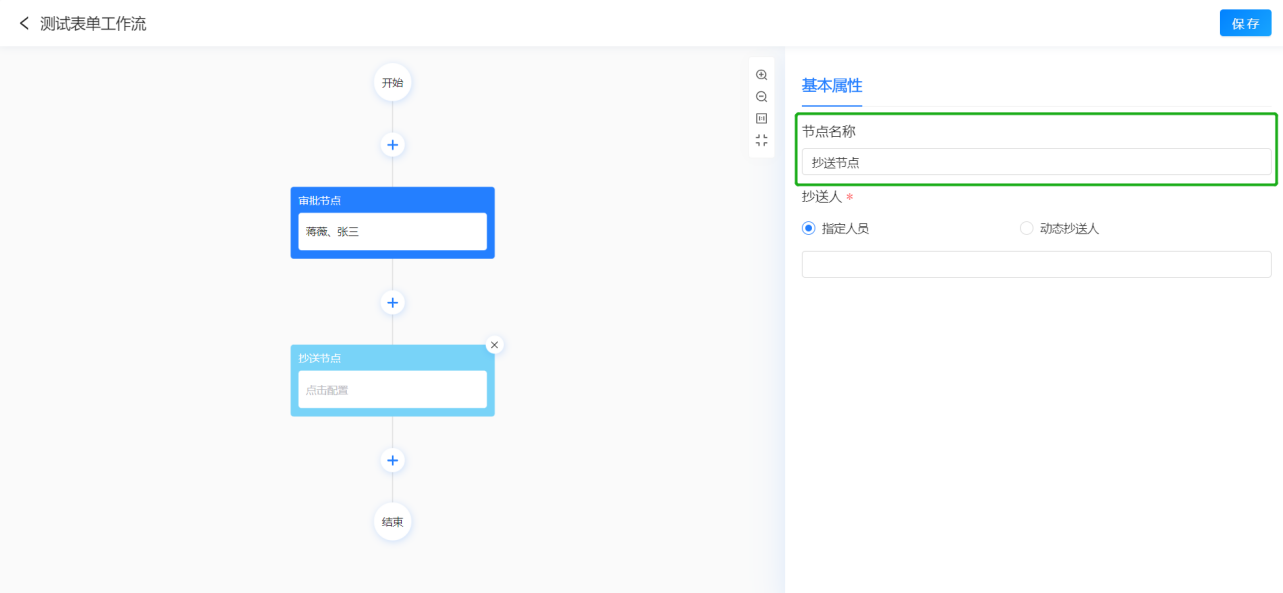 测试表单工作流
保存
开始
审批节点
蒋薇、张三
抄送节点
点击配置
结束
基本属性
节点名称
抄送节点
抄送人 *
指定人员
动态抄送人